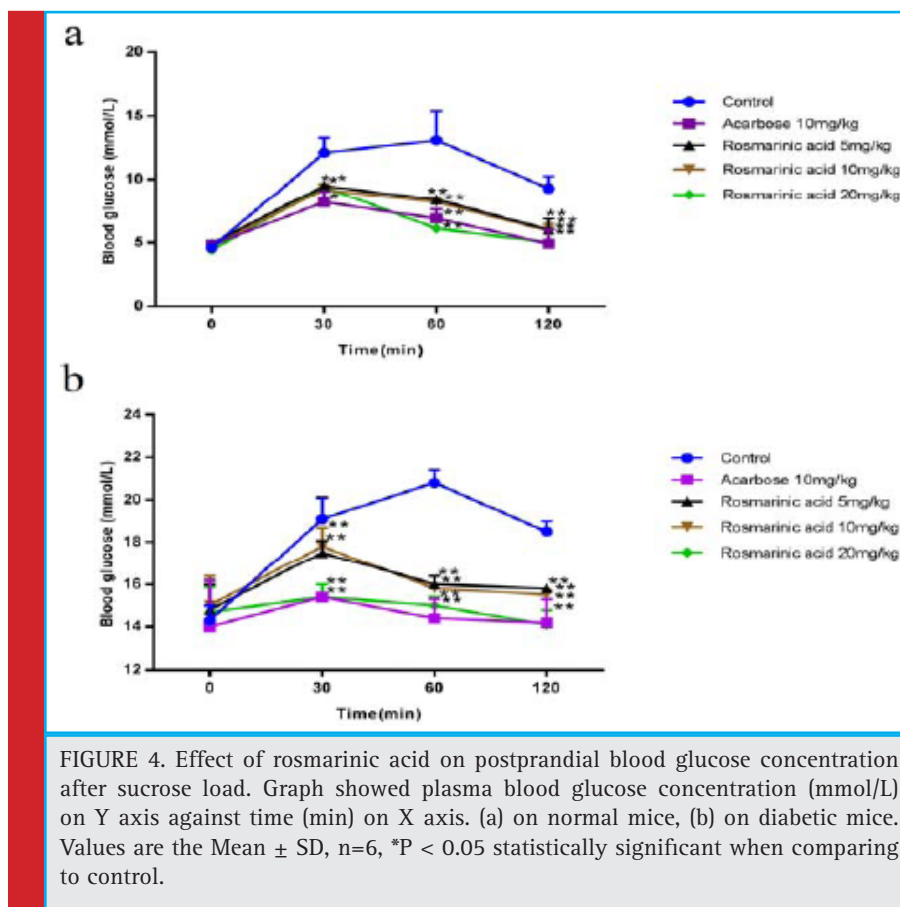 a
20
15
10
5
0
Blood glucose (mmol/L)
0 30 60 120
Time(min)
Control
Acarbose 10mg/kg
Rosmarinic acid 5mg/kg
Rosmarinic acid 10mg/kg
Rosmarinic acid 20mg/kg
*** 
*
** **
**
**
**
**
**
**
b
24
22
20
18
16
14
12
Blood glucose (mmol/L)
0 30 60 120
Time(min)
Control
Acarbose 10mg/kg
Rosmarinic acid 5mg/kg
Rosmarinic acid 10mg/kg
Rosmarinic acid 20mg/kg
**
**
**
**
**
**
**
**
**
**
**
**
FIGURE 4. Effect of rosmarinic acid on postprandial blood glucose concentration
after sucrose load. Graph showed plasma blood glucose concentration (mmol/L)
on Y axis against time (min) on X axis. (a) on normal mice, (b) on diabetic mice.
Values are the Mean ± SD, n=6, *P < 0.05 statistically significant when comparing
to control.